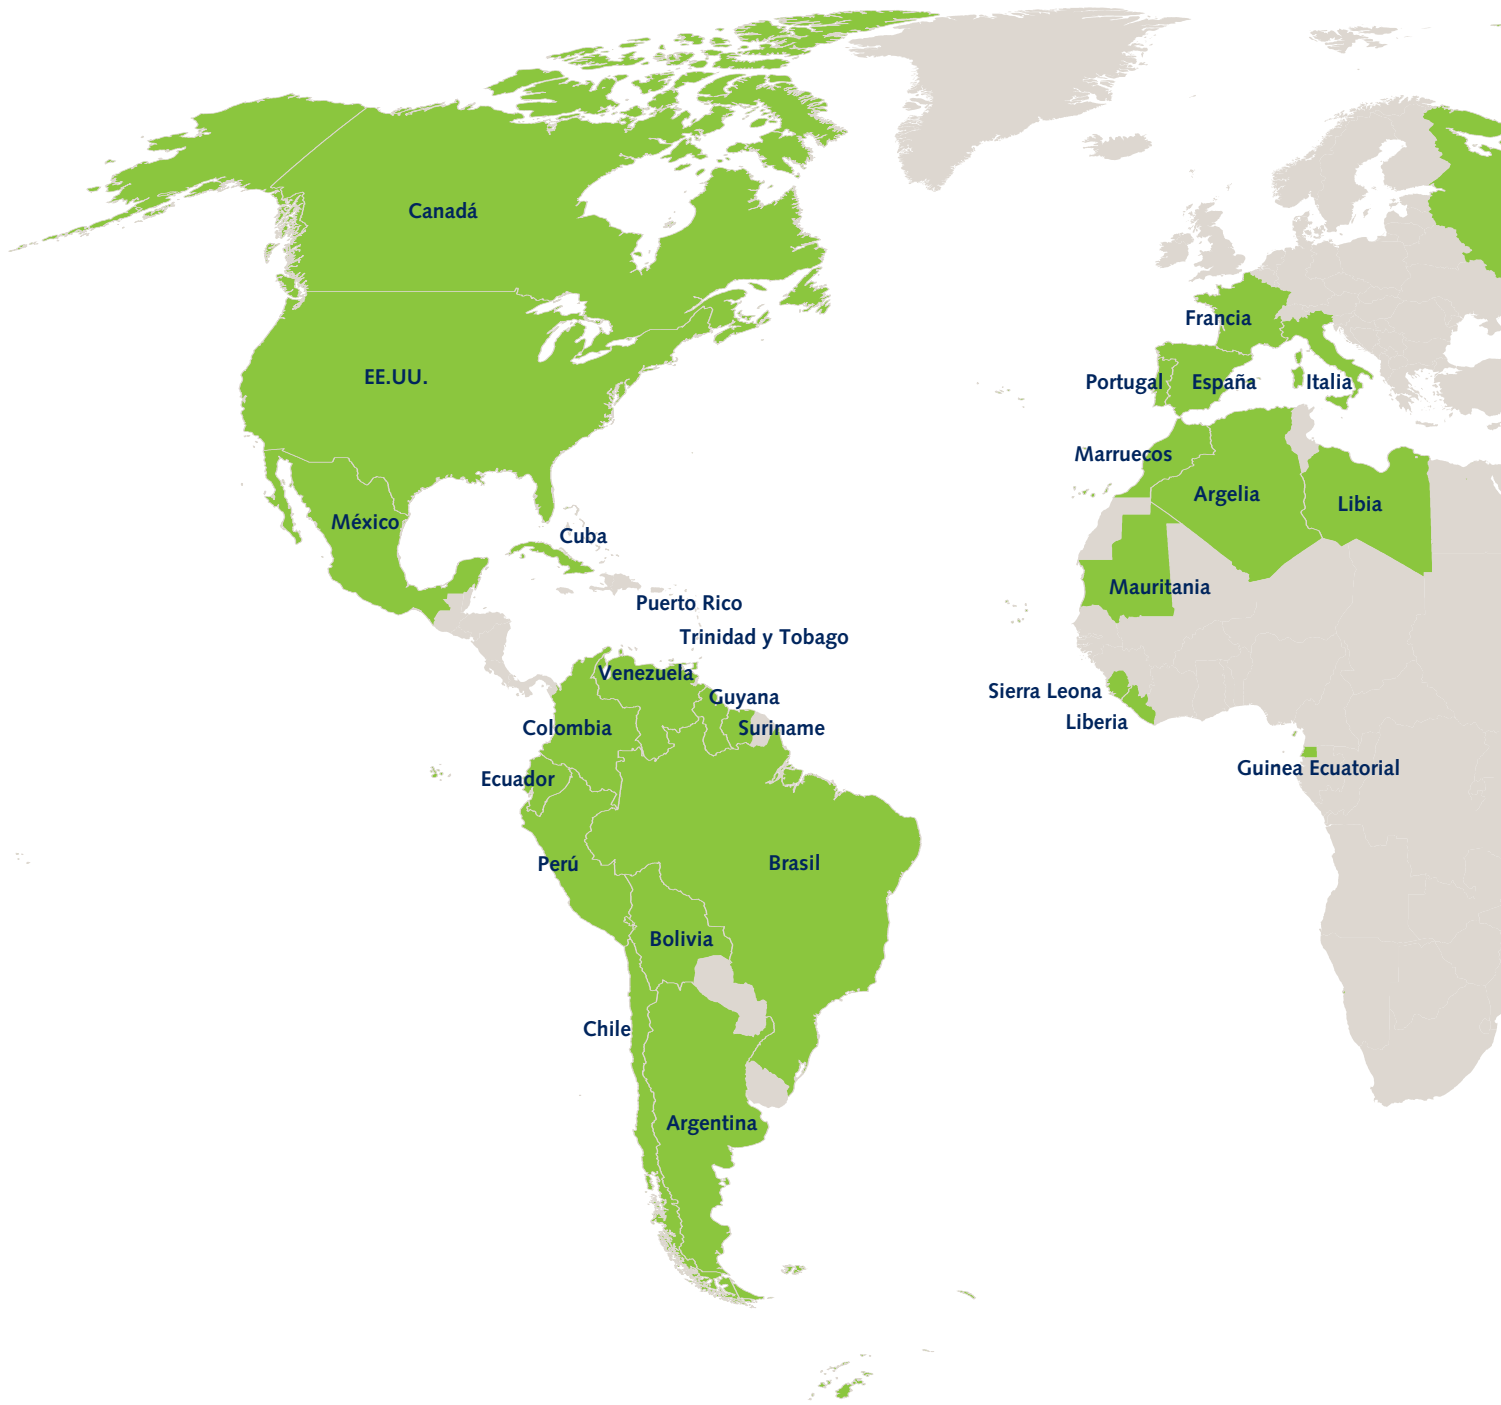 Canadá
Francia
EE.UU.
Portugal
España
Italia
Marruecos
Argelia
Libia
México
Cuba
Mauritania
Puerto Rico
Trinidad y Tobago
Venezuela
Sierra Leona
Guyana
Liberia
Colombia
Suriname
Guinea Ecuatorial
Ecuador
Perú
Brasil
Bolivia
Chile
Argentina